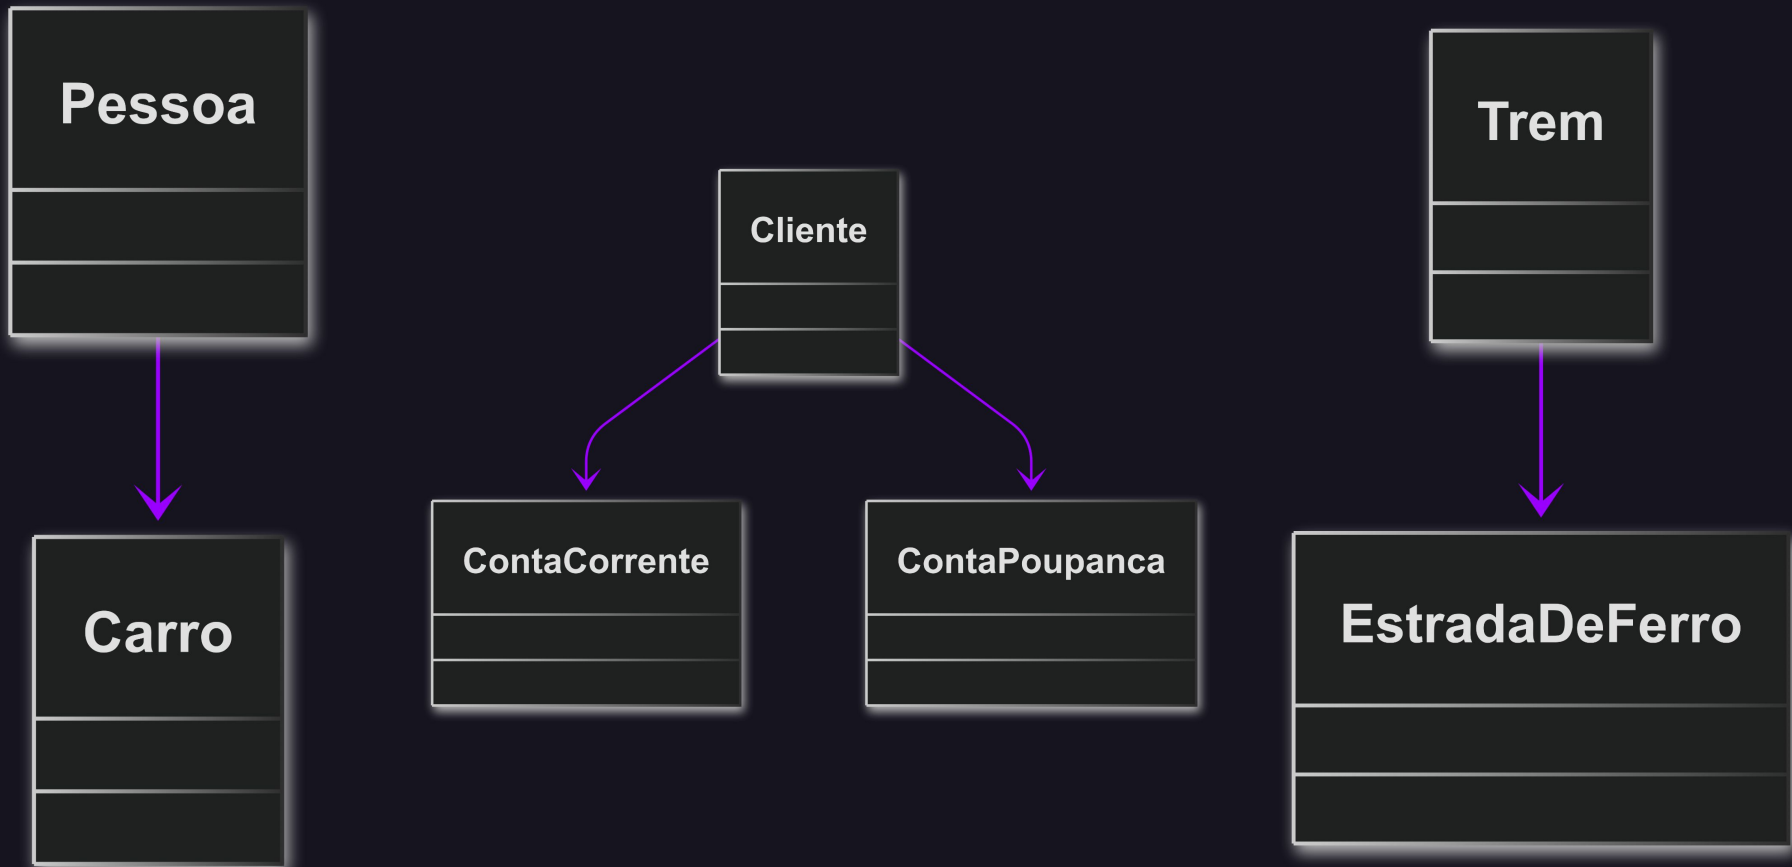 Pessoa
Carro
Cliente
ContaCorrente
ContaPoupanca
Trem
EstradaDeFerro